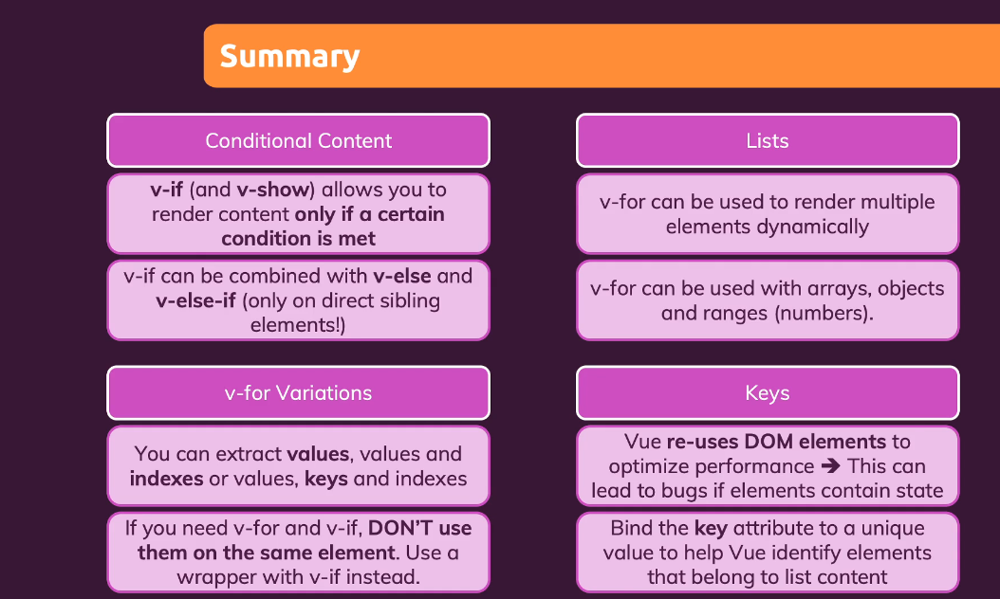 Summary
Conditional Content
v-if (and v-show) allows you to
render content only if a certain
condition is met
v-if can be combined with v-else and
v-else-if (only on direct sibling
elements!)
Lists
v-for can be used to render multiple
elements dynamically
v-for can be used with arrays, objects
and ranges (numbers).
v-for Variations
You can extract values, values and
indexes or values, keys and indexes
If you need v-for and v-if, DON’T use
them on the same element. Use a
wrapper with v-if instead.
Keys
Vue re-uses DOM elements to
optimize performance ➔ This can
lead to bugs if elements contain state
Bind the key attribute to a unique
value to help Vue identify elements
that belong to list content